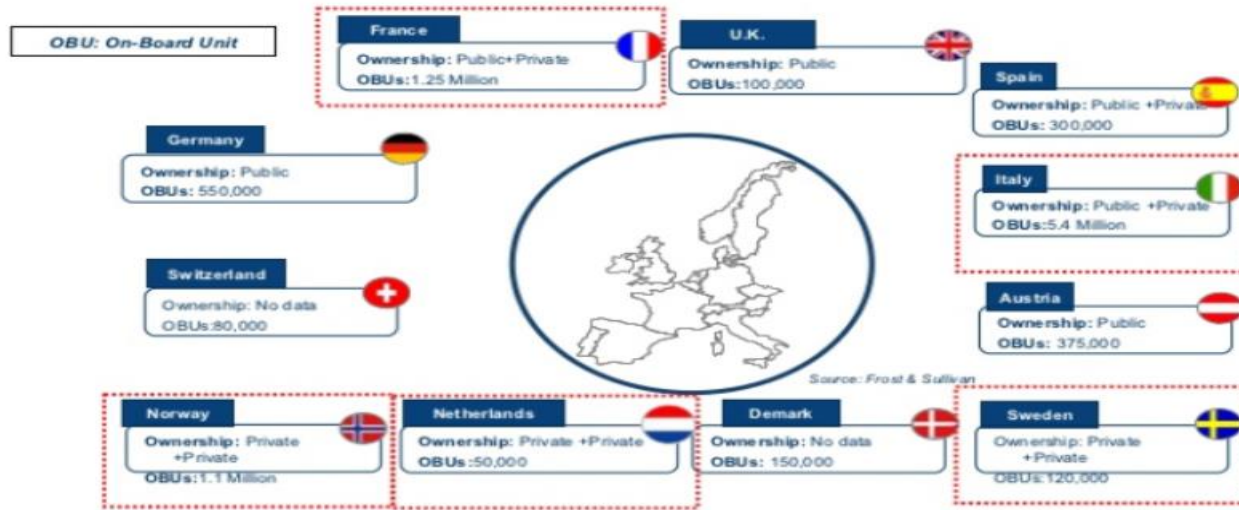 OBU: On-Board Unit
France
Ownership: Public+Private
OBUs:1.25 Million
U.K.
Ownership: Public
OBUs:100,000
Spain
Ownership: Public +Private
OBUs: 300,000
Germany
Ownership: Public
OBUs: 550,000
Italy
Ownership: Public +Private
OBUs:5.4 Million
Switzerland
Ownership: No data
OBUs:80,000
Austria
Ownership: Public
OBUs: 375,000
Source: Frost & Sullivan
Norway
Ownership: Private
+Private
OBUs:1.1 Million
Netherlands
Ownership: Private +Private
OBUs:50,000
Demark
Ownership: No data
OBUs: 150,000
Sweden
Ownership: Private
+Private
OBUs:120,000